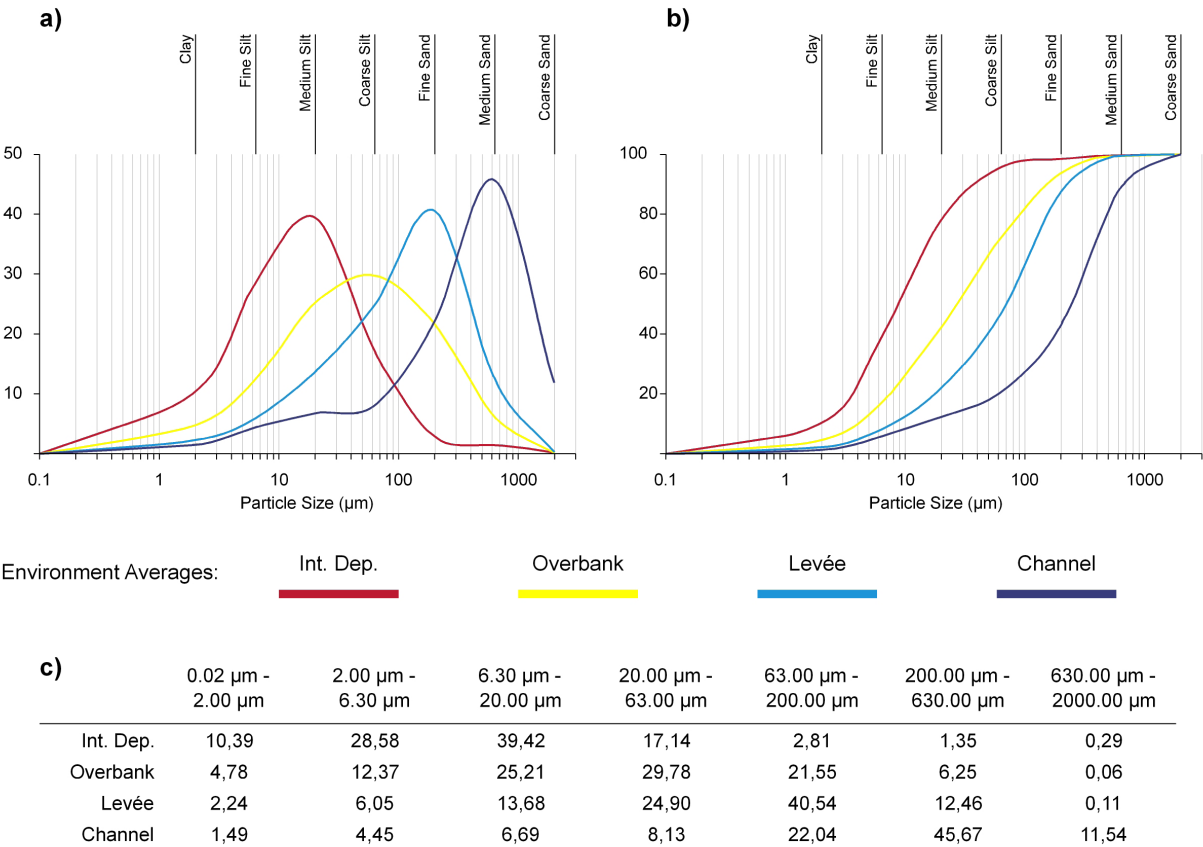 a)
b)
Clay
Fine Silt
Medium Silt
Coarse Silt
Fine Sand
Medium Sand
Coarse Sand
Clay
Fine Silt
Medium Silt
Coarse Silt
Fine Sand
Medium Sand
Coarse Sand
50
40
30
20
10
0.1 1 10 100 1000
Particle Size (µm)
100
80
60
40
20
0.1 1 10 100 1000
Particle Size (µm)
Environment Averages: Int. Dep. Overbank Levée Channel
c)
0.02 µm - 2.00 µm - 6.30 µm - 20.00 µm - 63.00 µm - 200.00 µm - 630.00 µm -
2.00 µm 6.30 µm 20.00 µm 63.00 µm 200.00 µm 630.00 µm 2000.00 µm
Int. Dep. 10,39 28,58 39,42 17,14 2,81 1,35 0,29
Overbank 4,78 12,37 25,21 29,78 21,55 6,25 0,06
Levée 2,24 6,05 13,68 24,90 40,54 12,46 0,11
Channel 1,49 4,45 6,69 8,13 22,04 45,67 11,54